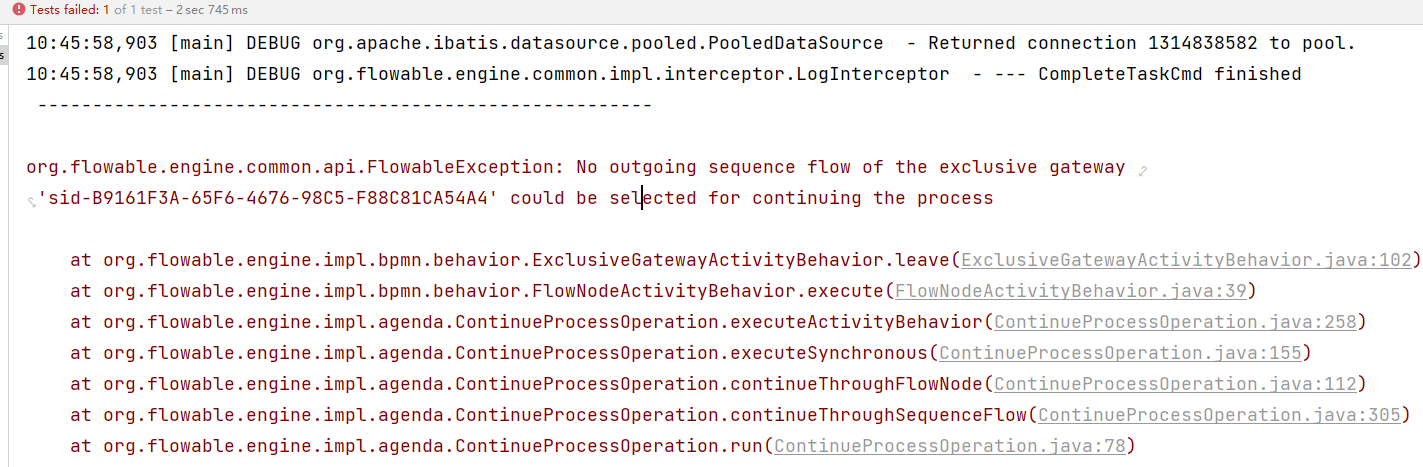 Tests failed: 1 of 1 test – 2 sec 745 ms
10:45:58,903 [main] DEBUG org.apache.ibatis.datasource.pooled.PooledDataSource  - Returned connection 1314838582 to pool.
10:45:58,903 [main] DEBUG org.flowable.engine.common.impl.interceptor.LogInterceptor  - --- CompleteTaskCmd finished
--------------------------------------------------------
org.flowable.engine.common.api.FlowableException: No outgoing sequence flow of the exclusive gateway
'sid-B9161F3A-65F6-4676-98C5-F88C81CA54A4' could be selected for continuing the process
at org.flowable.engine.impl.bpmn.behavior.ExclusiveGatewayActivityBehavior.leave(ExclusiveGatewayActivityBehavior.java:102)
at org.flowable.engine.impl.bpmn.behavior.FlowNodeActivityBehavior.execute(FlowNodeActivityBehavior.java:39)
at org.flowable.engine.impl.agenda.ContinueProcessOperation.executeActivityBehavior(ContinueProcessOperation.java:258)
at org.flowable.engine.impl.agenda.ContinueProcessOperation.executeSynchronous(ContinueProcessOperation.java:155)
at org.flowable.engine.impl.agenda.ContinueProcessOperation.continueThroughFlowNode(ContinueProcessOperation.java:112)
at org.flowable.engine.impl.agenda.ContinueProcessOperation.continueThroughSequenceFlow(ContinueProcessOperation.java:305)
at org.flowable.engine.impl.agenda.ContinueProcessOperation.run(ContinueProcessOperation.java:78)